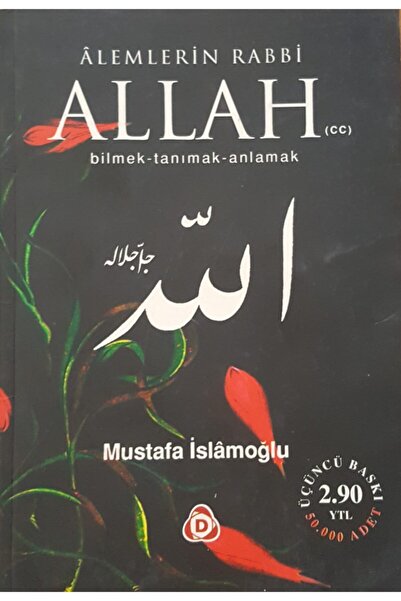 ÂLEMLERİN RABBİ
ALLAH (CC)
bilmek-tanımak-anlamak
الله
جل جلاله
Mustafa İslâmoğlu
ÜÇÜNCÜ BASKI
2.90
YTL
50.000 ADET
D